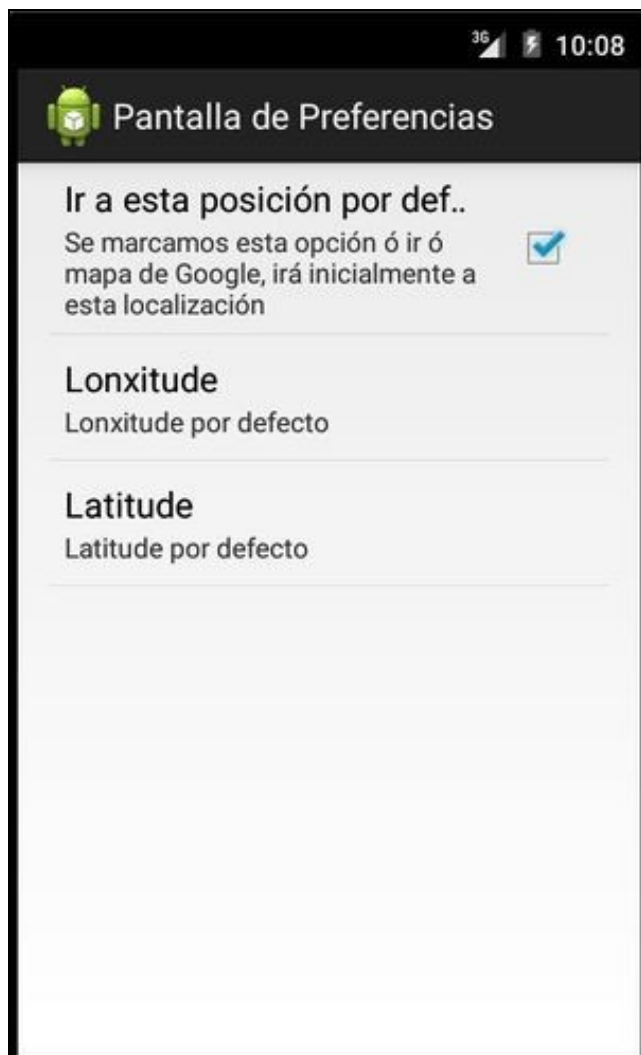 3G 10:08
Pantalla de Preferencias
Ir a esta posición por def..
Se marcamos esta opción ó ir ó
mapa de Google, irá inicialmente a
esta localización
Lonxitude
Lonxitude por defecto
Latitude
Latitude por defecto